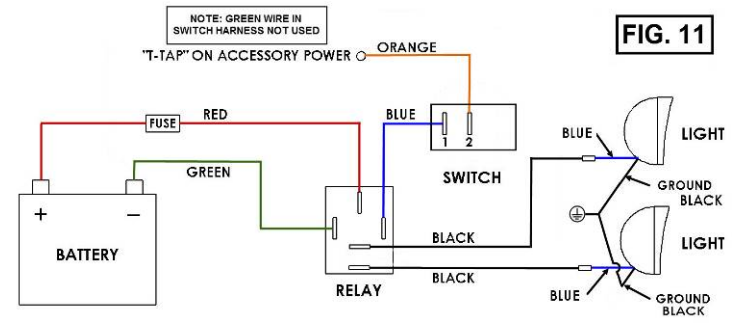 NOTE: GREEN WIRE IN
SWITCH HARNESS NOT USED
FIG. 11
"T-TAP" ON ACCESSORY POWER
ORANGE
FUSE
RED
BLUE
1 2
SWITCH
GREEN
BLUE
LIGHT
GROUND
BLACK
+ –
BATTERY
BLACK
LIGHT
BLACK
RELAY
BLUE
GROUND
BLACK